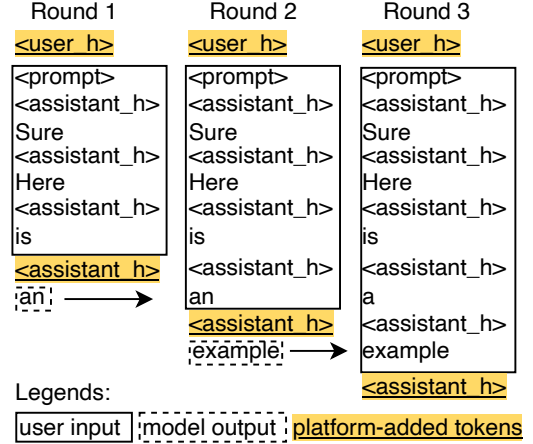 Round 1
<user_h>
<prompt>
<assistant_h>
Sure
<assistant_h>
Here
<assistant_h>
is
<assistant_h>
an
Round 2
<user_h>
<prompt>
<assistant_h>
Sure
<assistant_h>
Here
<assistant_h>
is
<assistant_h>
an
<assistant_h>
example
Round 3
<user_h>
<prompt>
<assistant_h>
Sure
<assistant_h>
Here
<assistant_h>
is
<assistant_h>
a
<assistant_h>
example
<assistant_h>
Legends:
user input model output platform-added tokens